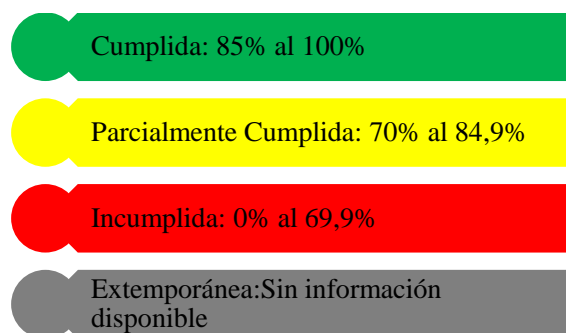 Cumplida: 85% al 100%
Parcialmente Cumplida: 70% al 84,9%
Incumplida: 0% al 69,9%
Extemporánea:Sin información
disponible